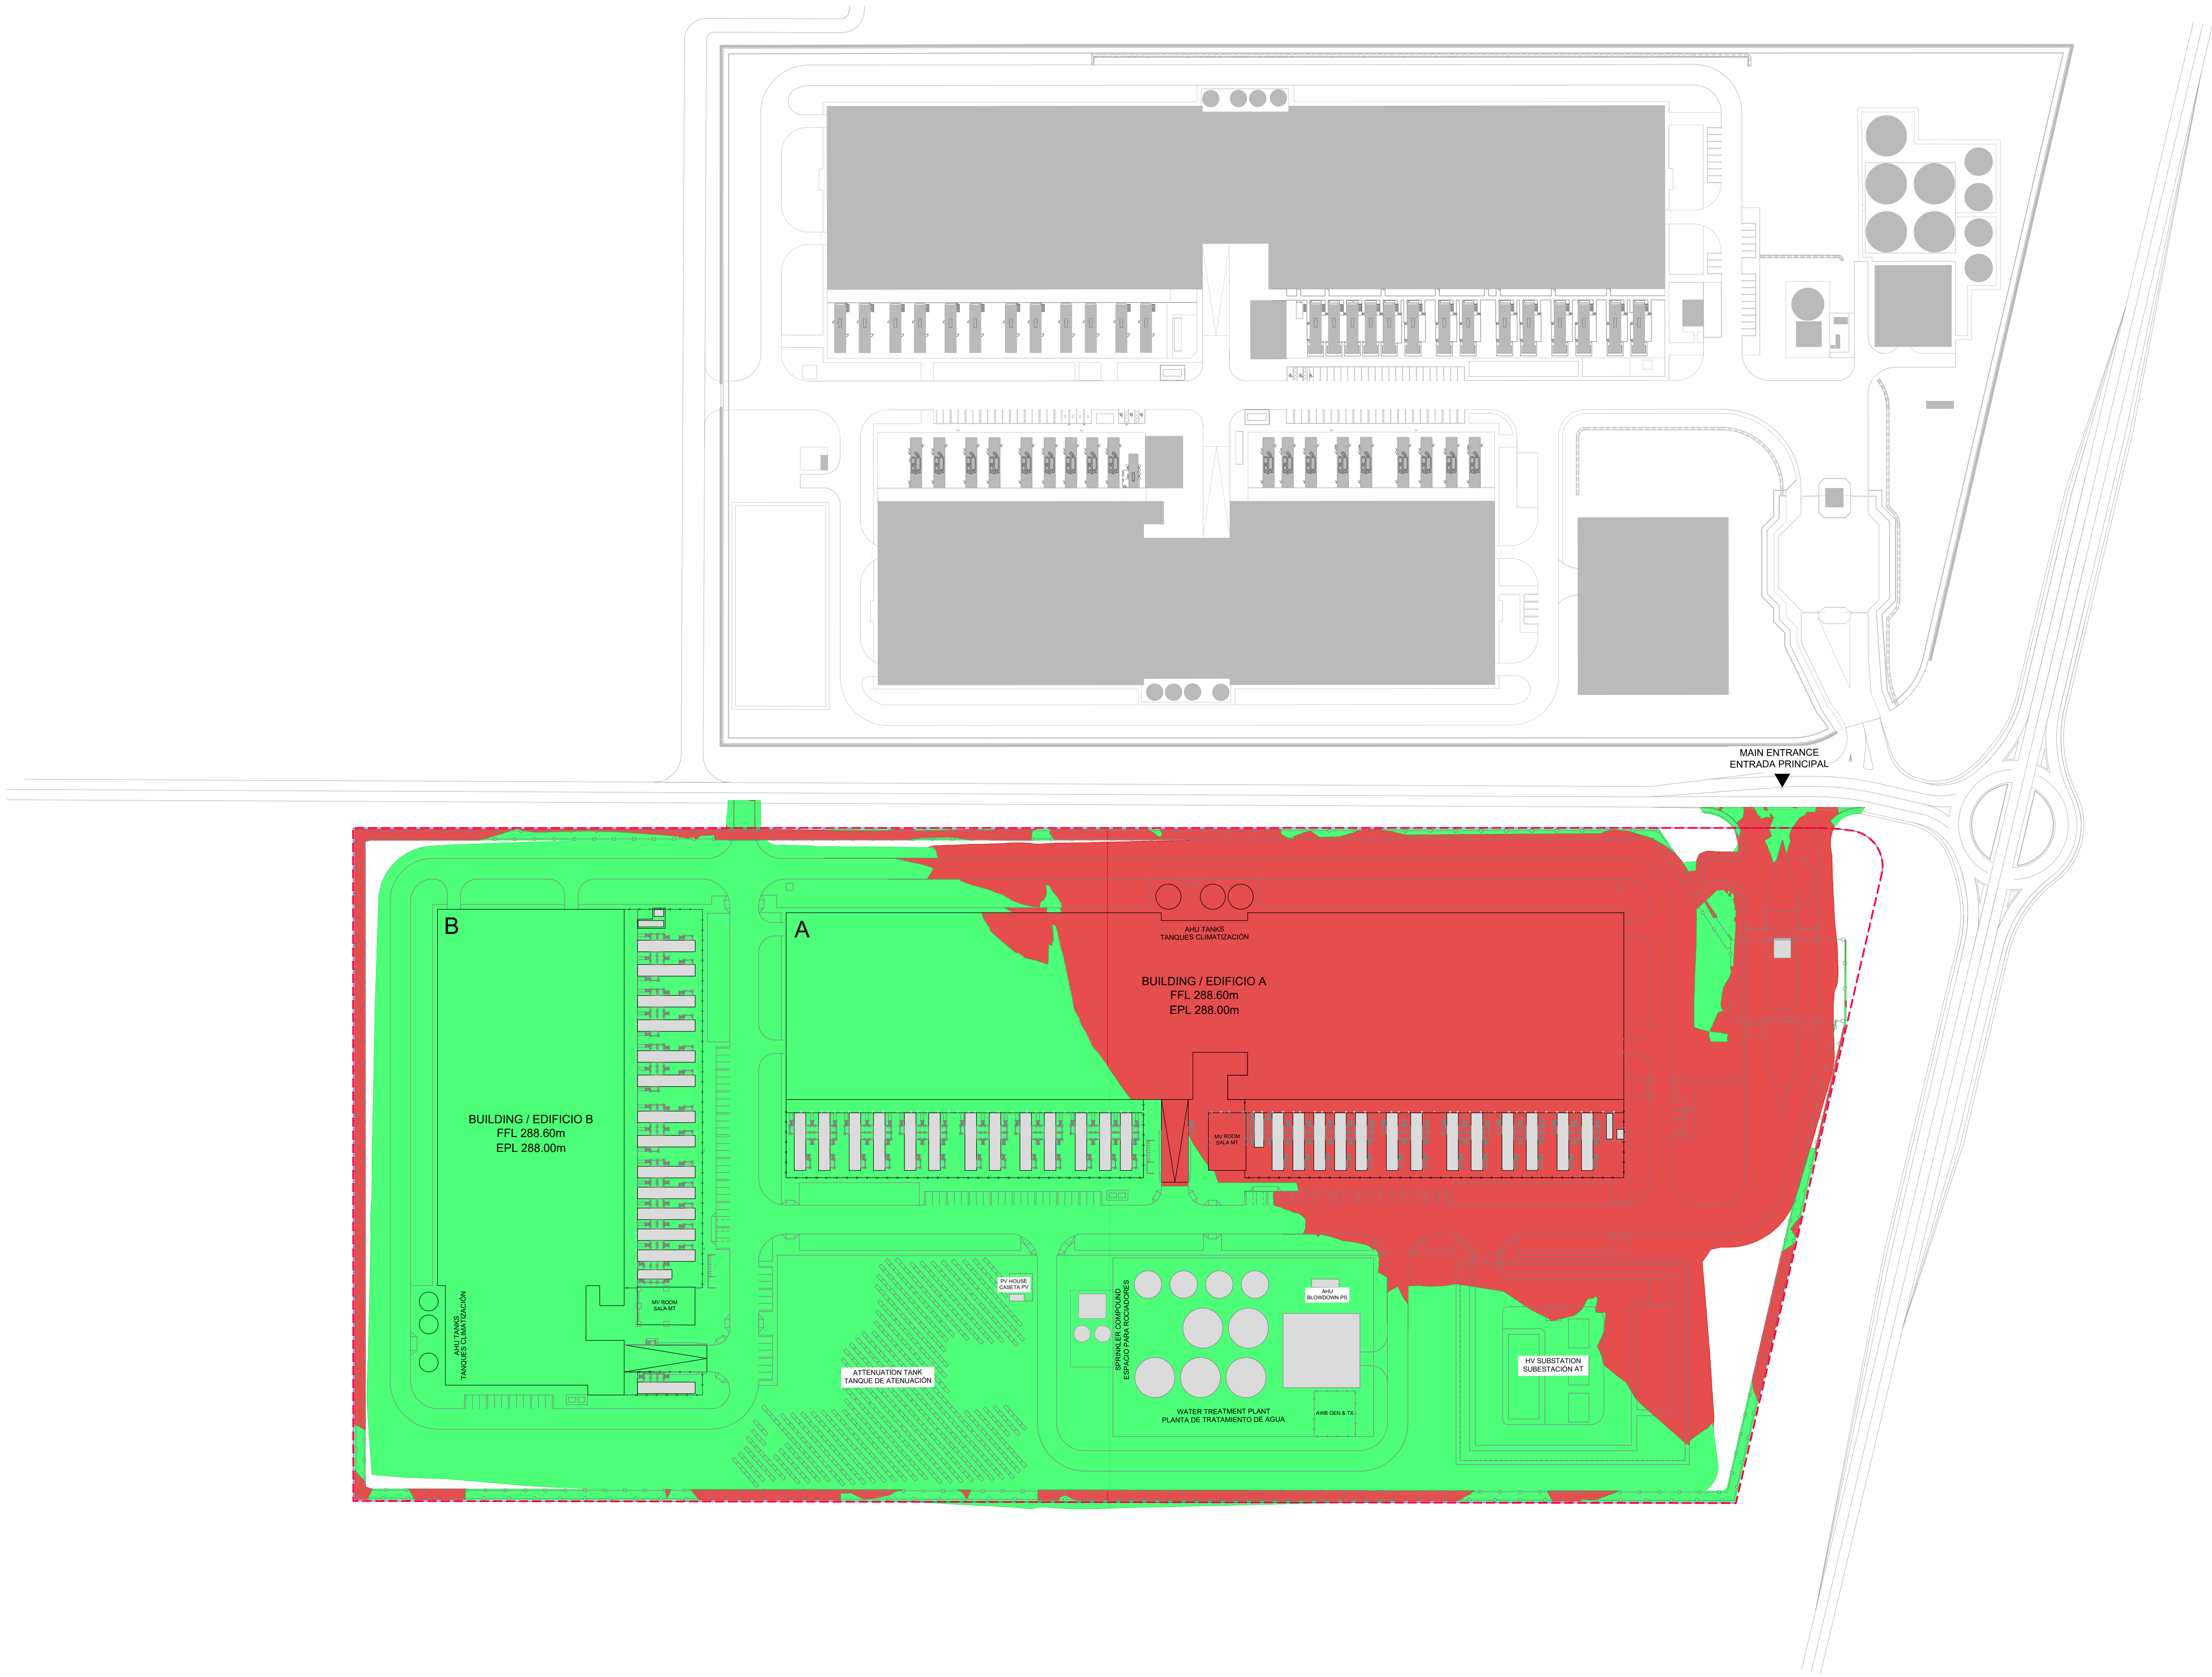 MAIN ENTRANCE
ENTRADA PRINCIPAL
B
A
AHU TANKS
TANQUES CLIMATIZACIÓN
BUILDING / EDIFICIO A
FFL 288.60m
EPL 288.00m
BUILDING / EDIFICIO B
FFL 288.60m
EPL 288.00m
MV ROOM
SALA MT
PV HOUSE
CASETA PV
AHU
BLOWDOWN PS
MV ROOM
SALA MT
AHU TANKS
TANQUES CLIMATIZACIÓN
SPRINKLER COMPOUND
ESPACIO PARA ROCIADORES
ATTENUATION TANK
TANQUE DE ATENUACIÓN
HV SUBSTATION
SUBESTACIÓN AT
WATER TREATMENT PLANT
PLANTA DE TRATAMIENTO DE AGUA
AWB GEN & TX